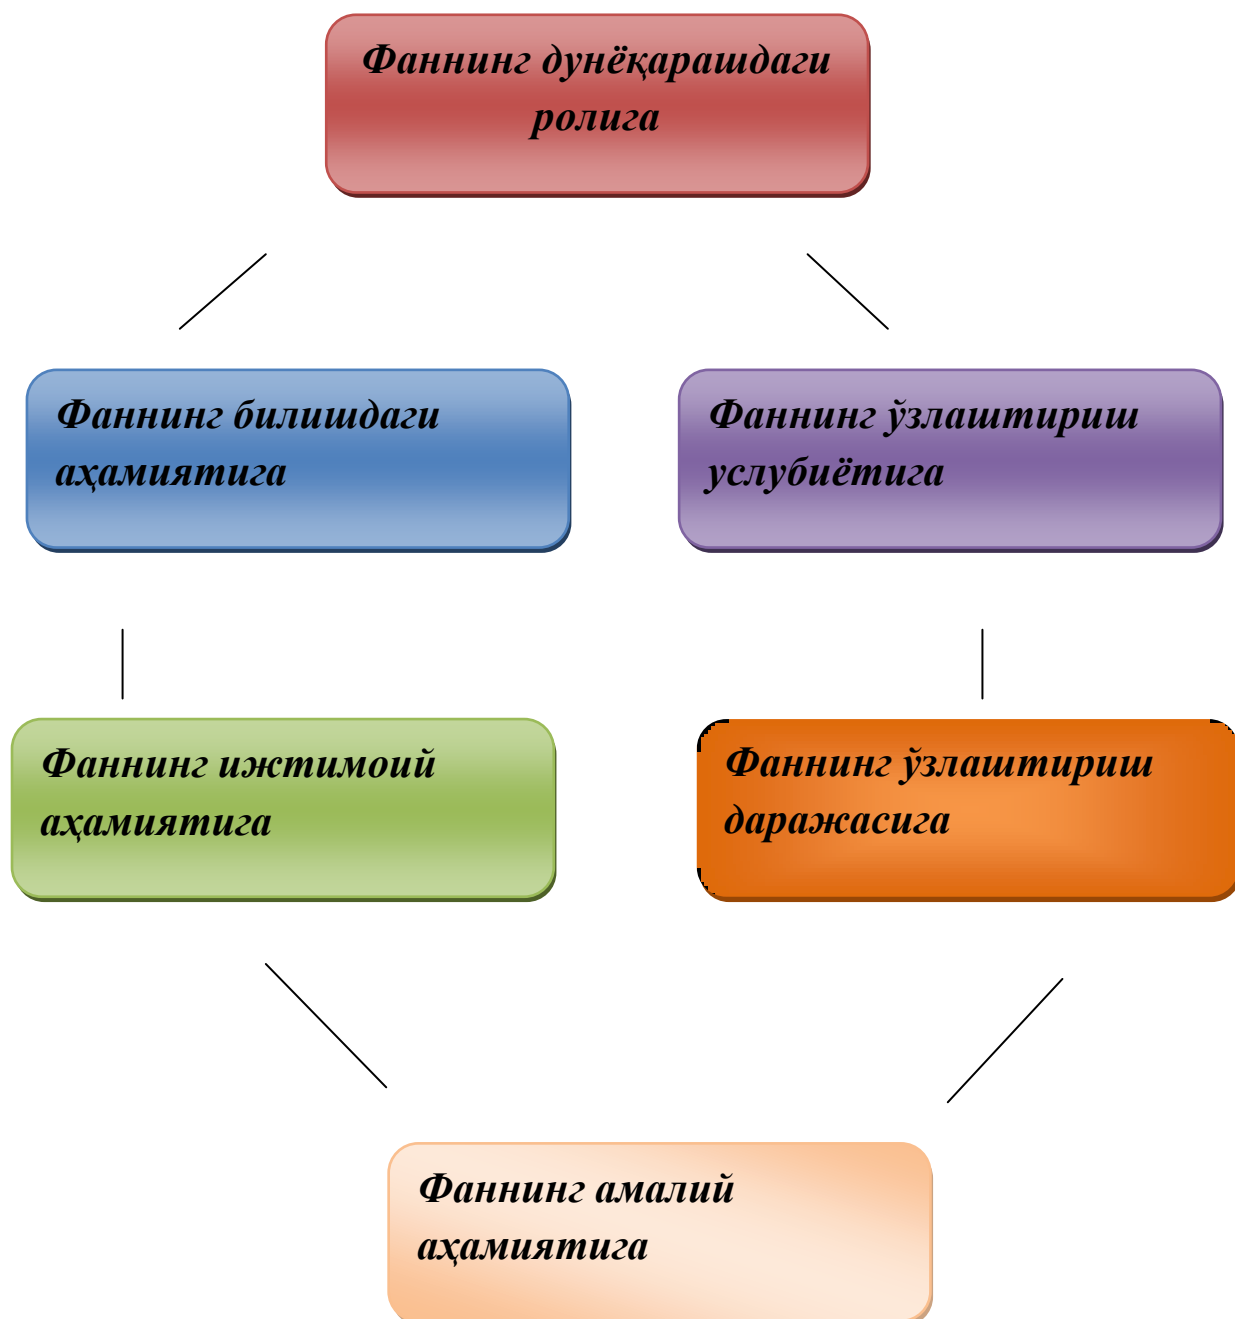 Фаннинг дунёқарашдаги
ролига
Фаннинг билишдаги
аҳамиятига
Фаннинг ўзлаштириш
услубиётига
Фаннинг ижтимоий
аҳамиятига
Фаннинг ўзлаштириш
даражасига
Фаннинг амалий
аҳамиятига